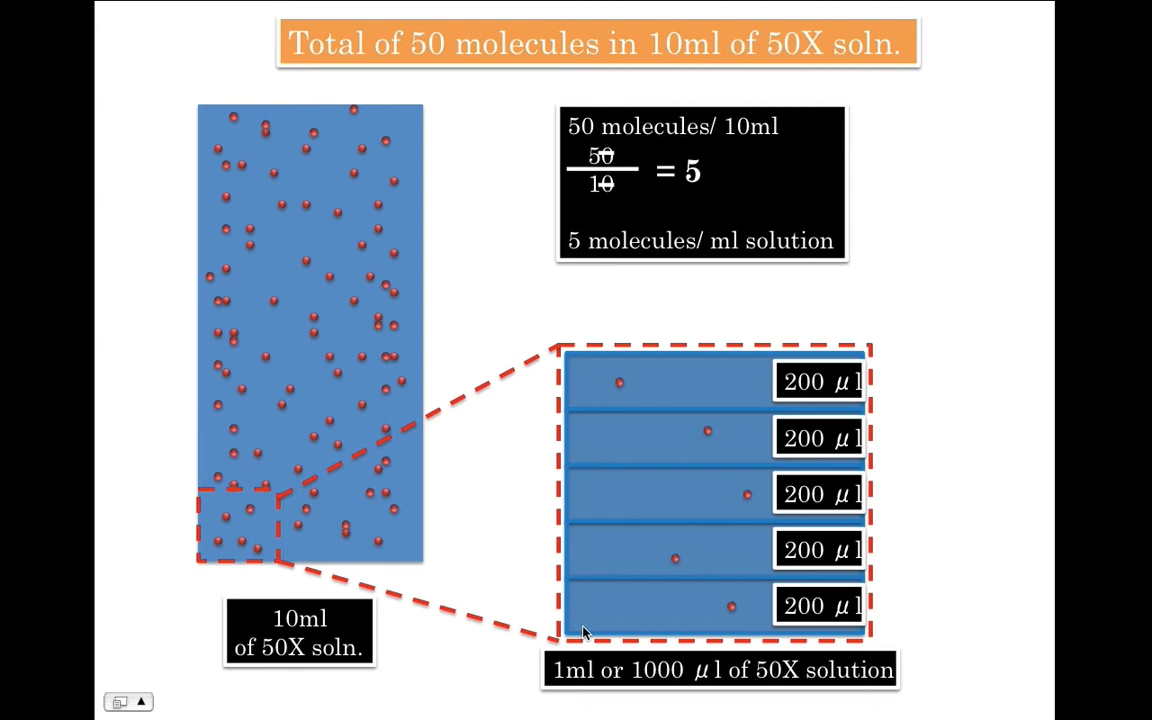 Total of 50 molecules in 10ml of 50X soln.
50 molecules/ 10ml
50
10
= 5
5 molecules/ ml solution
200 μl
200 μl
200 μl
200 μl
200 μl
10ml
of 50X soln.
1ml or 1000 μl of 50X solution